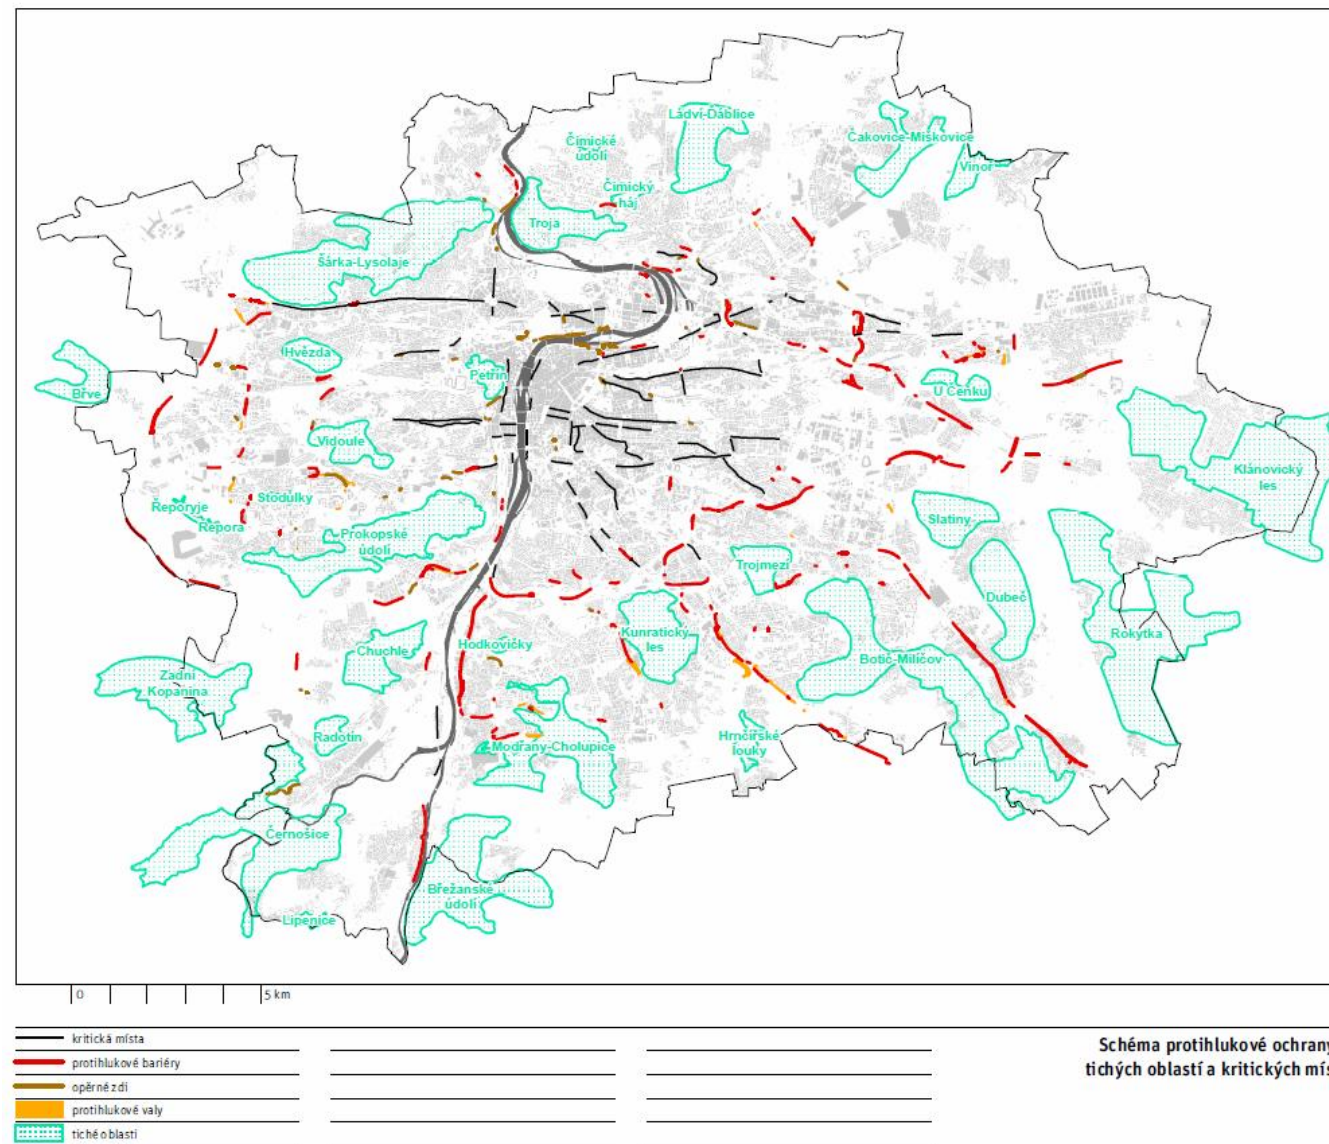 Ládví-Ďáblice
Čimické
údolí
Čakovice-Miškovice
Vinoř
Čimický
háj
Troja
Šárka-Lysolaje
Hvězda
Petřín
Břve
U Čeňku
Vidoule
Klánovický
les
Stodůlky
Řeporyje
Řepora
Slatiny
Prokopské
údolí
Trojmezí
Dubeč
Kunratický
les
Rokytka
Hodkovičky
Chuchle
Botič-Milíčov
Zadní
Kopanina
Radotín
Hrnčířské
louky
Modřany-Cholupice
Černošice
Břežanské
údolí
Lipenice
0
5 km
kritická místa
protihlukové bariéry
opěrné zdi
protihlukové valy
tiché oblasti
Schéma protihlukové ochrany
tichých oblastí a kritických mís